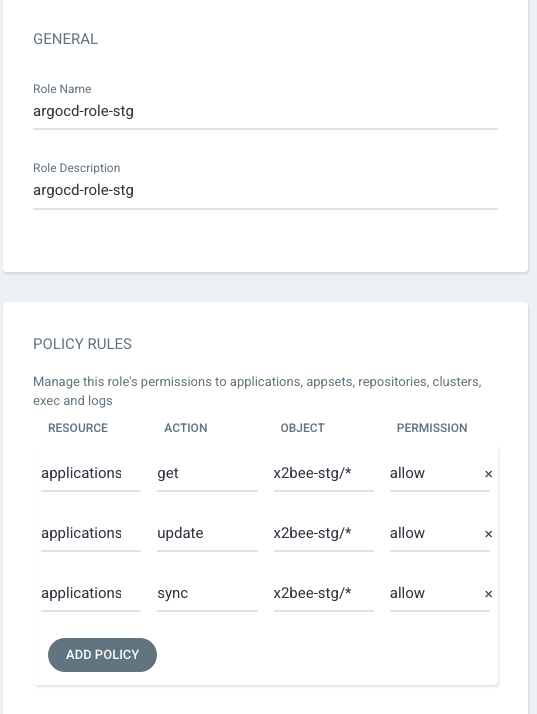 GENERAL
Role Name
argocd-role-stg
Role Description
argocd-role-stg
POLICY RULES
Manage this role's permissions to applications, appsets, repositories, clusters,
exec and logs
RESOURCE ACTION OBJECT PERMISSION
applications get x2bee-stg/* allow ×
applications update x2bee-stg/* allow ×
applications sync x2bee-stg/* allow ×
ADD POLICY